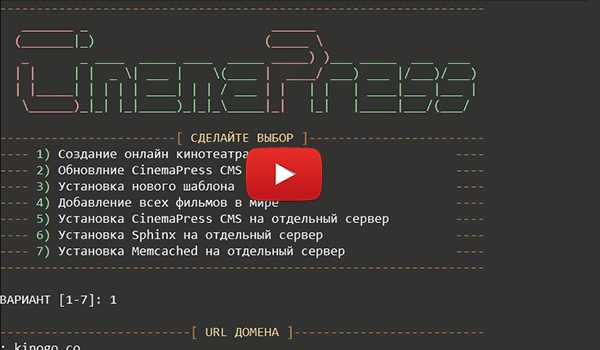 CinemaPress
[ СДЕЛАЙТЕ ВЫБОР ]
1) Создание онлайн кинотеатра
2) Обновлние CinemaPress CMS
3) Установка нового шаблона
4) Добавление всех фильмов в мире
5) Установка CinemaPress CMS на отдельный сервер
6) Установка Sphinx на отдельный сервер
7) Установка Memcached на отдельный сервер
ВАРИАНТ [1-7]: 1
[ URL ДОМЕНА ]
: kinogo.co